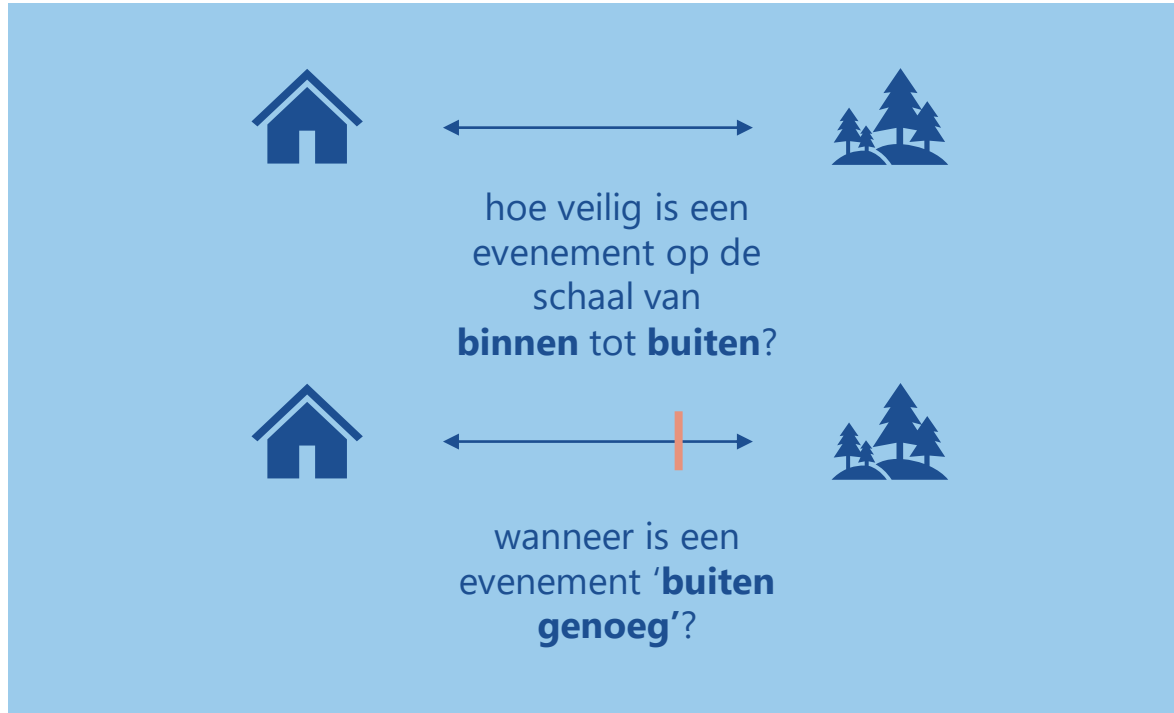 hoe veilig is een
evenement op de
schaal van
binnen tot buiten?
wanneer is een
evenement ‘buiten
genoeg’?